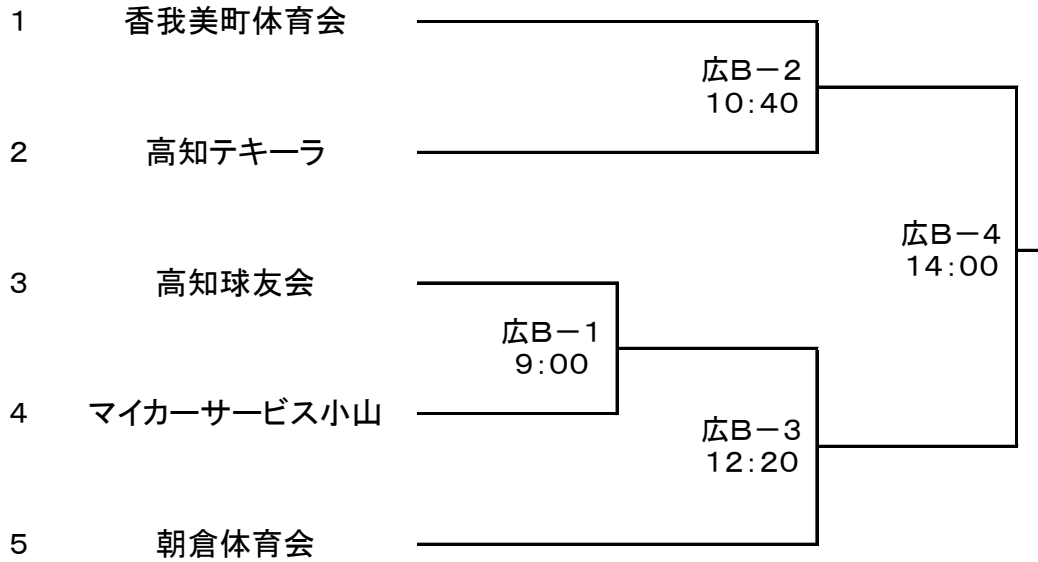 １ 香我美町体育会
広Ｂ－２
１０：４０
２ 高知テキーラ
広Ｂ－４
１４：００
３ 高知球友会
広Ｂ－１
９：００
４ マイカーサービス小山
広Ｂ－３
１２：２０
５ 朝倉体育会